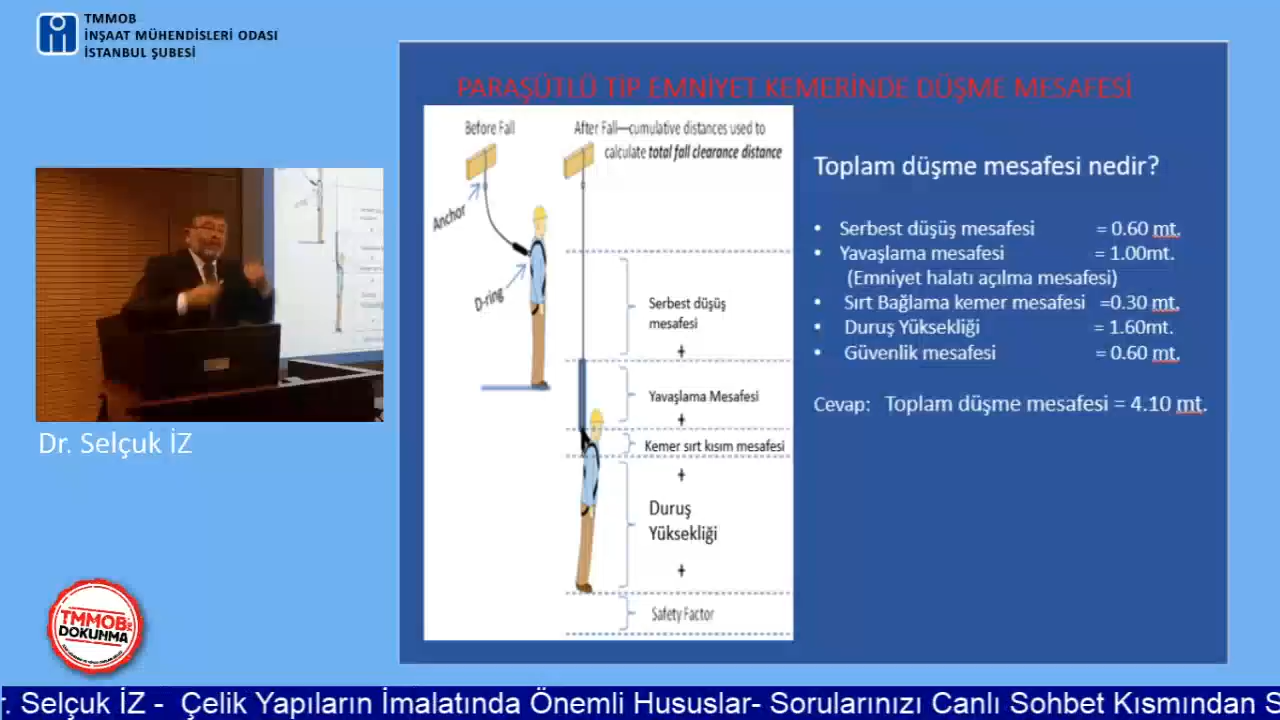 TMMOB
İNŞAAT MÜHENDİSLERİ ODASI
İSTANBUL ŞUBESİ
PARAŞÜTLÜ TİP EMNİYET KEMERİNDE DÜŞME MESAFESİ
Before Fall
After Fall—cumulative distances used to
calculate total fall clearance distance
Anchor
D-ring
Serbest düşüş
mesafesi
+
Yavaşlama Mesafesi
+
Kemer sırt kısım mesafesi
+
Duruş
Yüksekliği
+
Safety Factor
Toplam düşme mesafesi nedir?
• Serbest düşüş mesafesi = 0.60 mt.
• Yavaşlama mesafesi = 1.00mt.
(Emniyet halatı açılma mesafesi)
• Sırt Bağlama kemer mesafesi =0.30 mt.
• Duruş Yüksekliği = 1.60mt.
• Güvenlik mesafesi = 0.60 mt.
Cevap: Toplam düşme mesafesi = 4.10 mt.
Dr. Selçuk İZ
TMMOB'ye
DOKUNMA
r. Selçuk İZ - Çelik Yapıların İmalatında Önemli Hususlar- Sorularınızı Canlı Sohbet Kısmından S